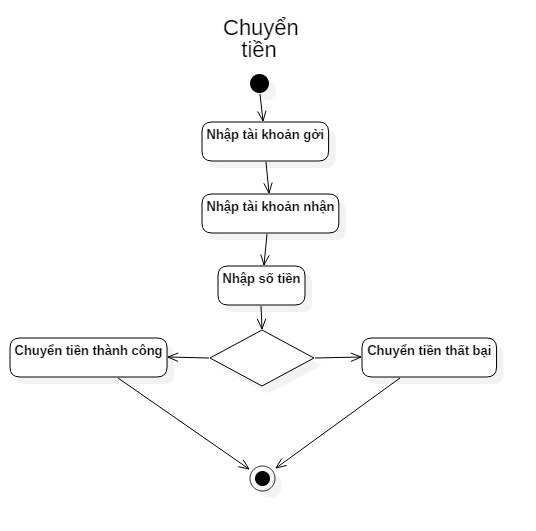 Chuyển
tiền
Nhập tài khoản gởi
Nhập tài khoản nhận
Nhập số tiền
Chuyển tiền thành công
Chuyển tiền thất bại